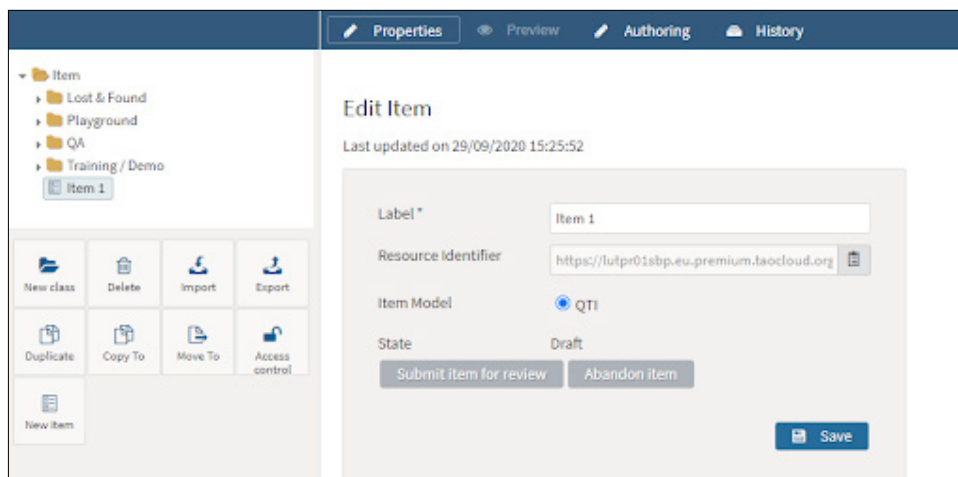 Properties
Preview
Authoring
History
Item
Lost & Found
Playground
QA
Training / Demo
Item 1
New class
Delete
Import
Export
Duplicate
Copy To
Move To
Access
control
New item
Edit Item
Last updated on 29/09/2020 15:25:52
Label *
Item 1
Resource Identifier
https://lutpr01sbp.eu.premium.taocloud.org
Item Model
QTI
State
Draft
Submit item for review
Abandon item
Save